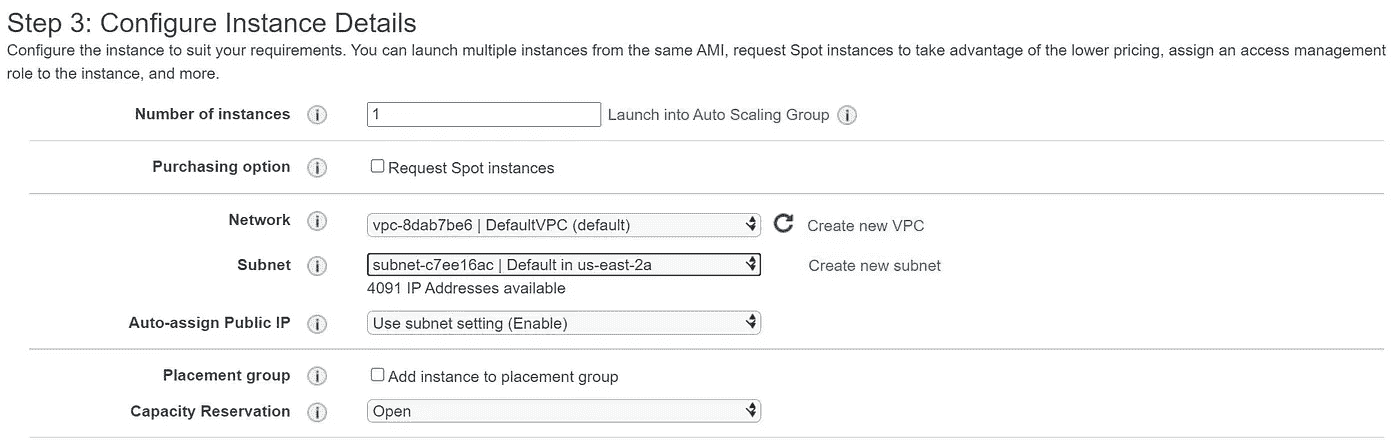 Step 3: Configure Instance Details
Configure the instance to suit your requirements. You can launch multiple instances from the same AMI, request Spot instances to take advantage of the lower pricing, assign an access management
role to the instance, and more.
Number of instances i 1 Launch into Auto Scaling Group i
Purchasing option i Request Spot instances
Network i vpc-8dab7be6 | DefaultVPC (default) Create new VPC
Subnet i subnet-c7ee16ac | Default in us-east-2a Create new subnet
4091 IP Addresses available
Auto-assign Public IP i Use subnet setting (Enable)
Placement group i Add instance to placement group
Capacity Reservation i Open